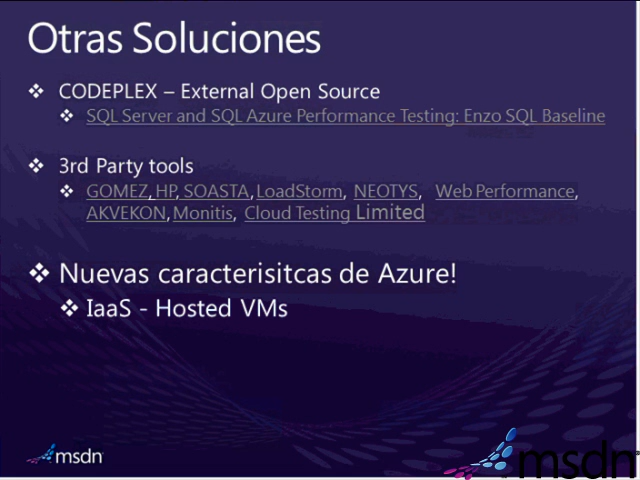 Otras Soluciones
❖ CODEPLEX – External Open Source
❖ SQL Server and SQL Azure Performance Testing: Enzo SQL Baseline
❖ 3rd Party tools
❖ GOMEZ, HP, SOASTA, LoadStorm, NEOTYS, Web Performance,
AKVEKON, Monitis, Cloud Testing Limited
❖ Nuevas caracterisitcas de Azure!
❖ IaaS - Hosted VMs
msdn
msdn